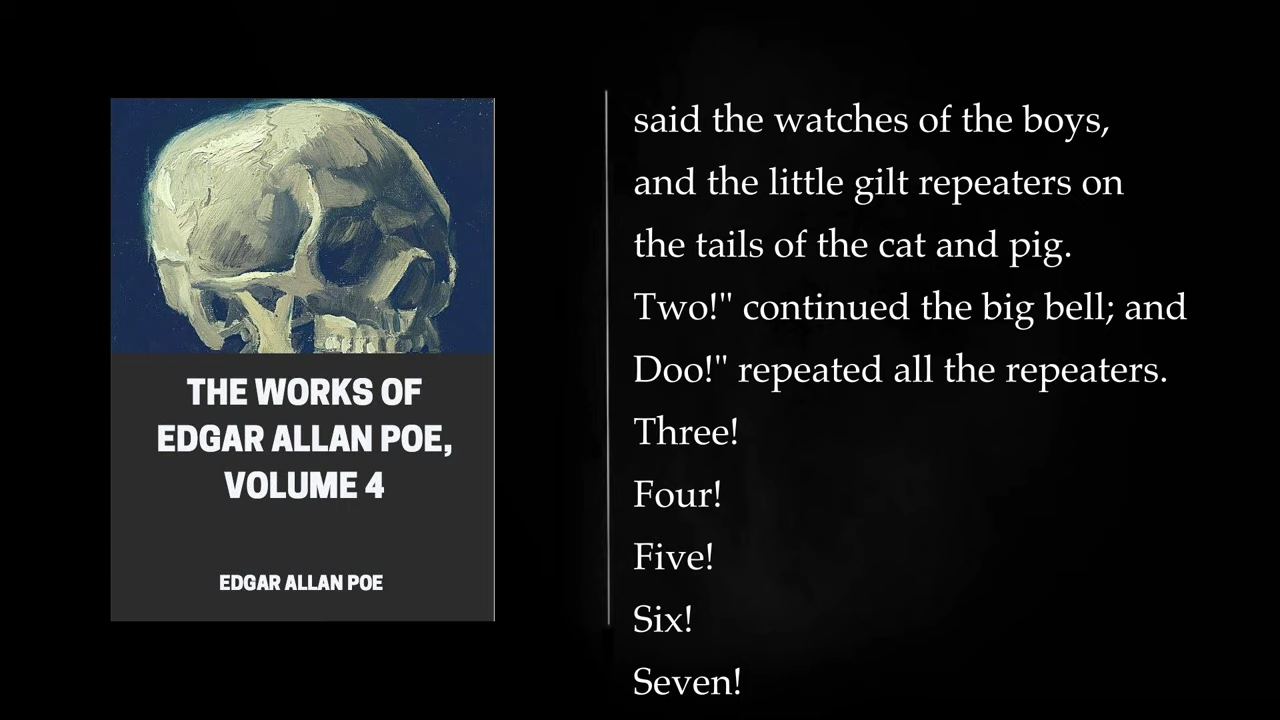 THE WORKS OF
EDGAR ALLAN POE,
VOLUME 4
EDGAR ALLAN POE
said the watches of the boys,
and the little gilt repeaters on
the tails of the cat and pig.
Two!" continued the big bell; and
Doo!" repeated all the repeaters.
Three!
Four!
Five!
Six!
Seven!